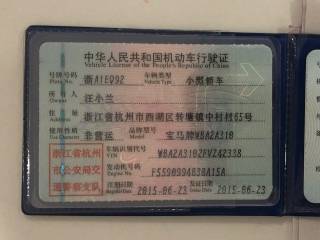 中华人民共和国机动车行驶证
Vehicle License of the People's Republic of China
号牌号码 浙A1E092 车辆类型 小型轿车
Plate No. Vehicle Type
所有人 汪小兰
Owner
住址 浙江省杭州市西湖区转塘镇中村村65号
Address
使用性质 非营运 品牌型号 宝马牌WBA2A310
Use Character Model
浙江省杭州
市公安局交
通警察支队
车辆识别代号
VIN
发动机号码
Engine No.
注册日期 2015-06-23 发证日期 2015-06-23
Register Date Issue Date